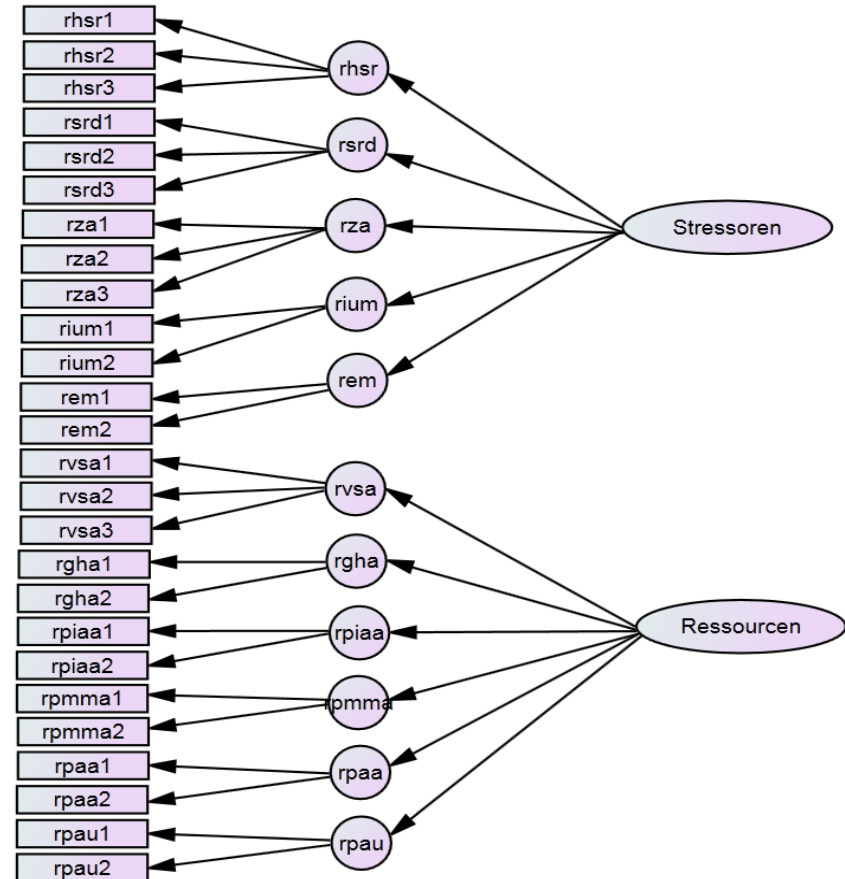 rhsr1
rhsr2
rhsr3
rsrd1
rsrd2
rsrd3
rza1
rza2
rza3
rium1
rium2
rem1
rem2
rvsa1
rvsa2
rvsa3
rgha1
rgha2
rpiaa1
rpiaa2
rpmma1
rpmma2
rpaa1
rpaa2
rpau1
rpau2
rhsr
rsrd
rza
rium
rem
rvsa
rgha
rpiaa
rpmma
rpaa
rpau
Stressoren
Ressourcen